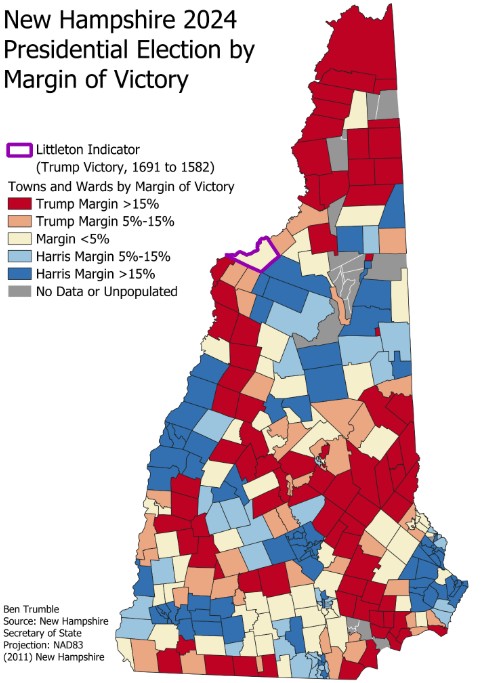 New Hampshire 2024
Presidential Election by
Margin of Victory
Littleton Indicator
(Trump Victory, 1691 to 1582)
Towns and Wards by Margin of Victory
Trump Margin >15%
Trump Margin 5%-15%
Margin <5%
Harris Margin 5%-15%
Harris Margin >15%
No Data or Unpopulated
Ben Trumble
Source: New Hampshire
Secretary of State
Projection: NAD83
(2011) New Hampshire